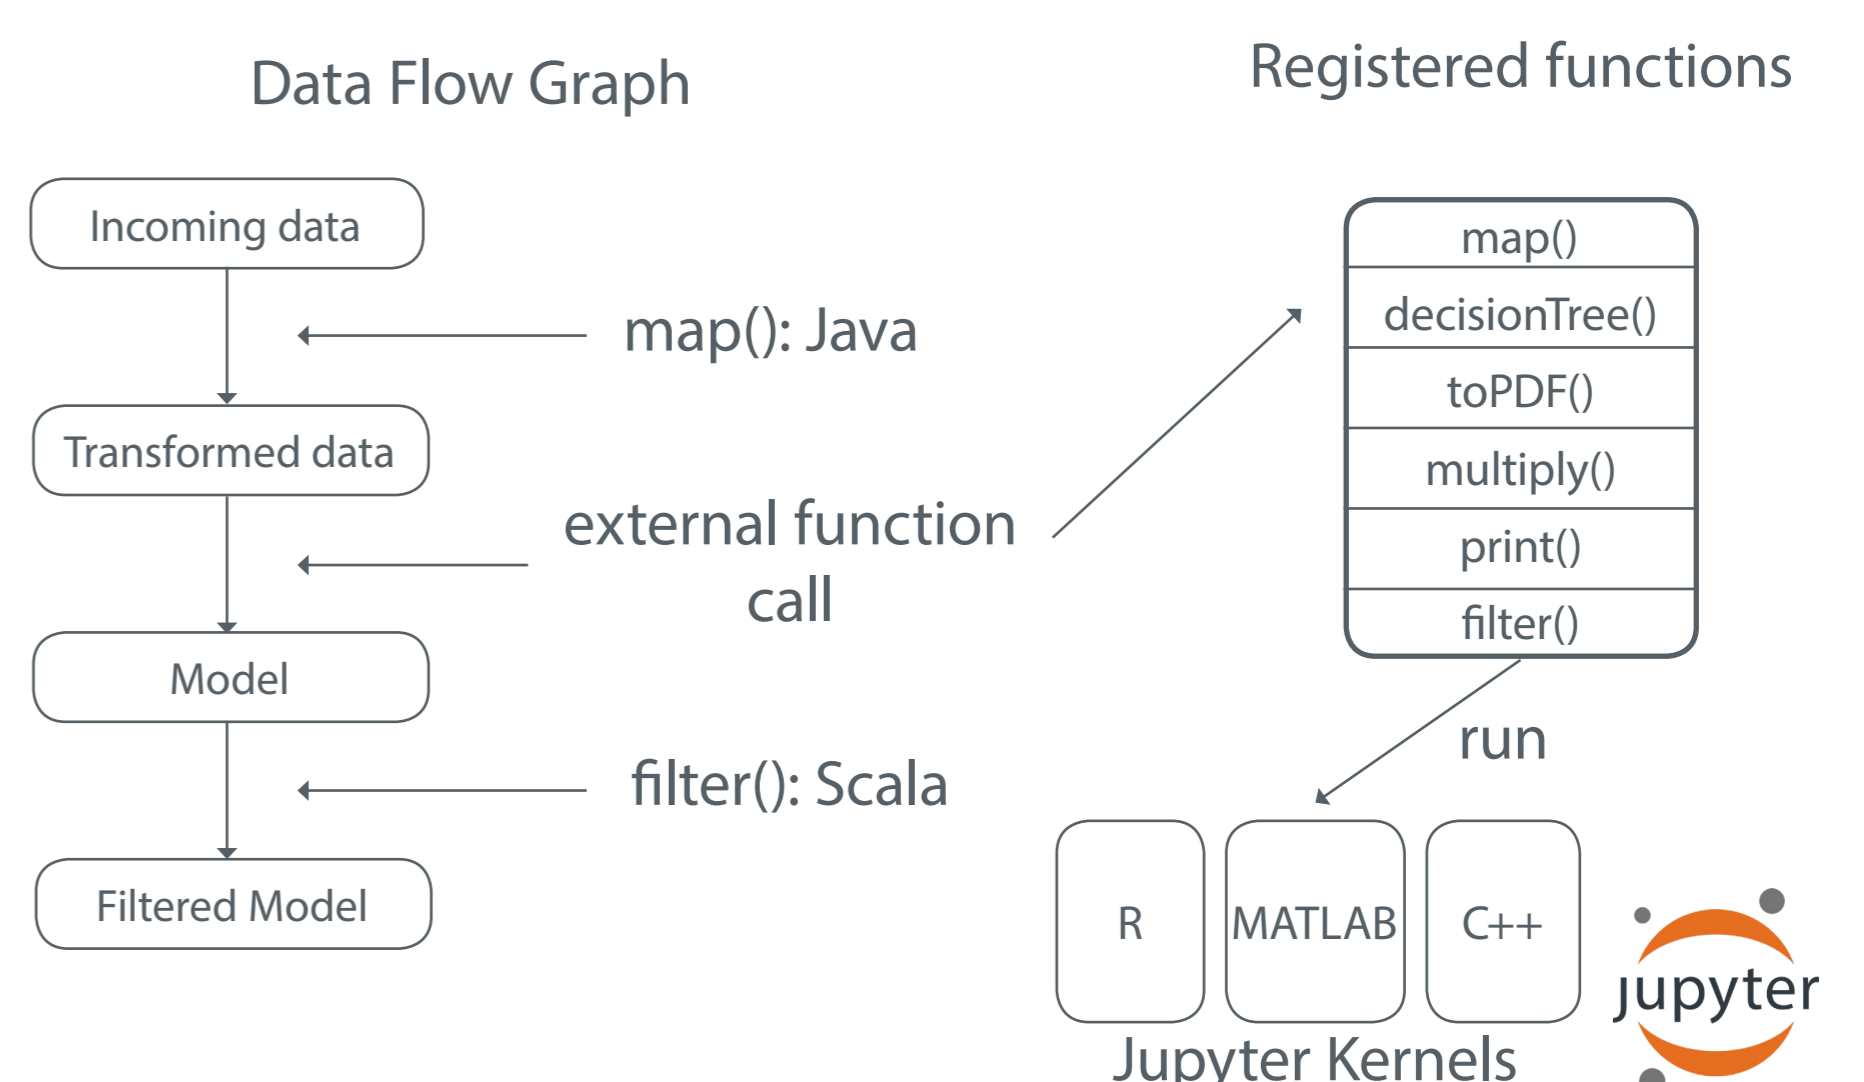 Data Flow Graph
Registered functions
Incoming data
map(): Java
Transformed data
external function
call
Model
filter(): Scala
Filtered Model
map()
decisionTree()
toPDF()
multiply()
print()
filter()
run
R
MATLAB
C++
Jupyter Kernels
jupyter